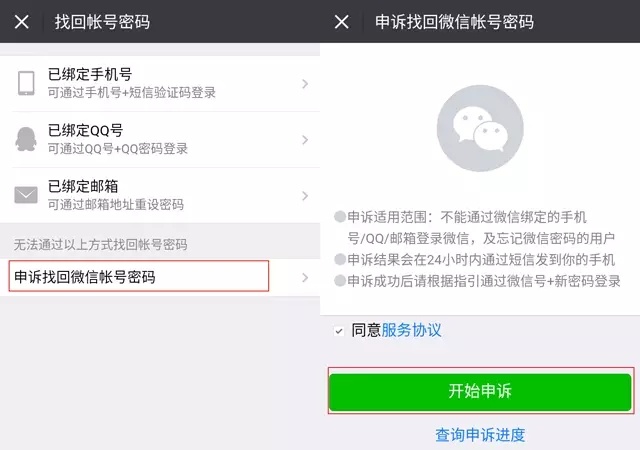 找回帐号密码
已绑定手机号
可通过手机号+短信验证码登录
已绑定QQ号
可通过QQ号+QQ密码登录
已绑定邮箱
可通过邮箱地址重设密码
无法通过以上方式找回帐号密码
申诉找回微信帐号密码
申诉找回微信帐号密码
申诉适用范围：不能通过微信绑定的手机
号/QQ/邮箱登录微信，及忘记微信密码的用户
申诉结果会在24小时内通过短信发到你的手机
申诉成功后请根据指引通过微信号+新密码登录
同意服务协议
开始申诉
查询申诉进度